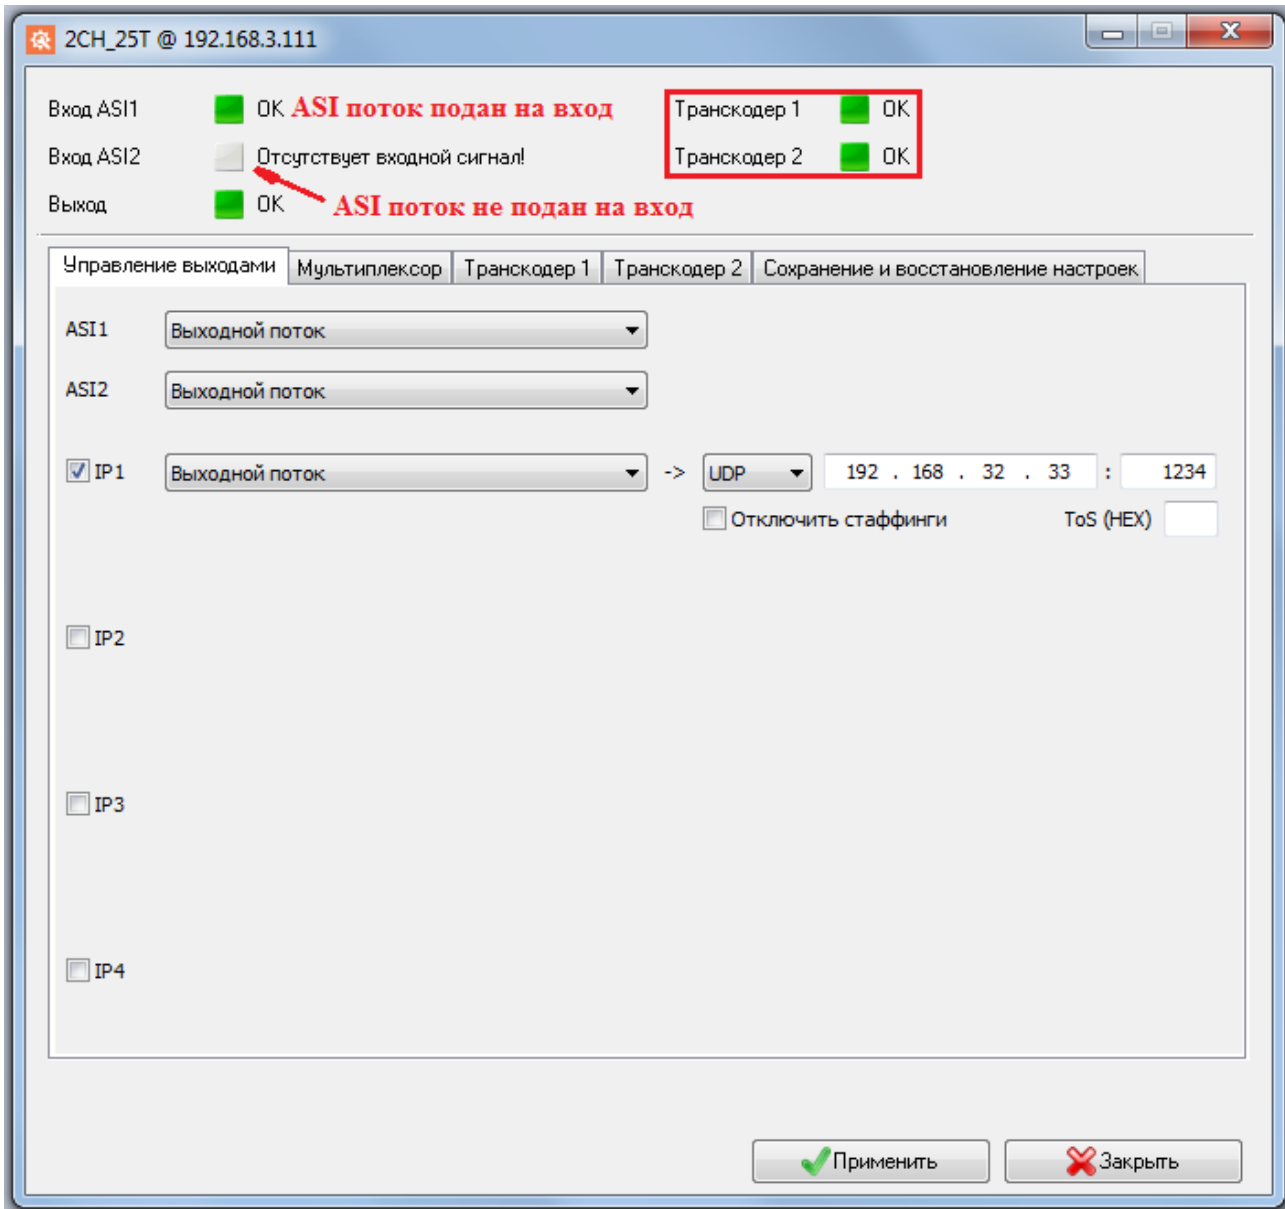 2CH_25T @ 192.168.3.111
Вход ASI1 OK ASI поток подан на вход Транскодер 1 OK
Вход ASI2 Отсутствует входной сигнал! Транскодер 2 OK
Выход OK ASI поток не подан на вход
Управление выходами Мультиплексор Транскодер 1 Транскодер 2 Сохранение и восстановление настроек
ASI1 Выходной поток
ASI2 Выходной поток
IP1 Выходной поток -> UDP 192 . 168 . 32 . 33 : 1234
Отключить стаффинги ToS (HEX)
IP2
IP3
IP4
Применить Закрыть